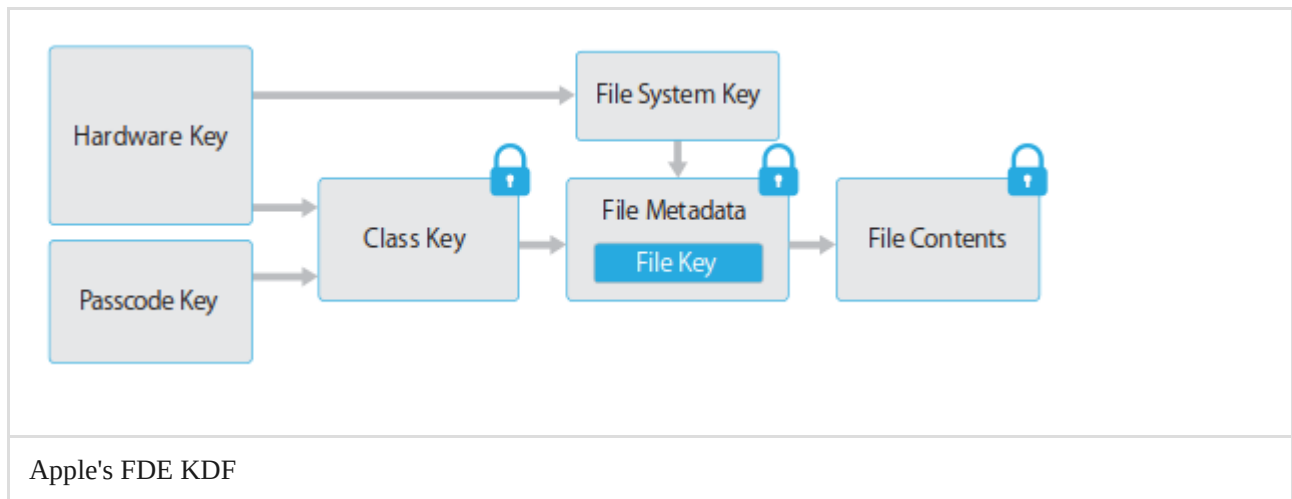 Hardware Key
File System Key
Passcode Key
Class Key
File Metadata
File Key
File Contents
Apple's FDE KDF